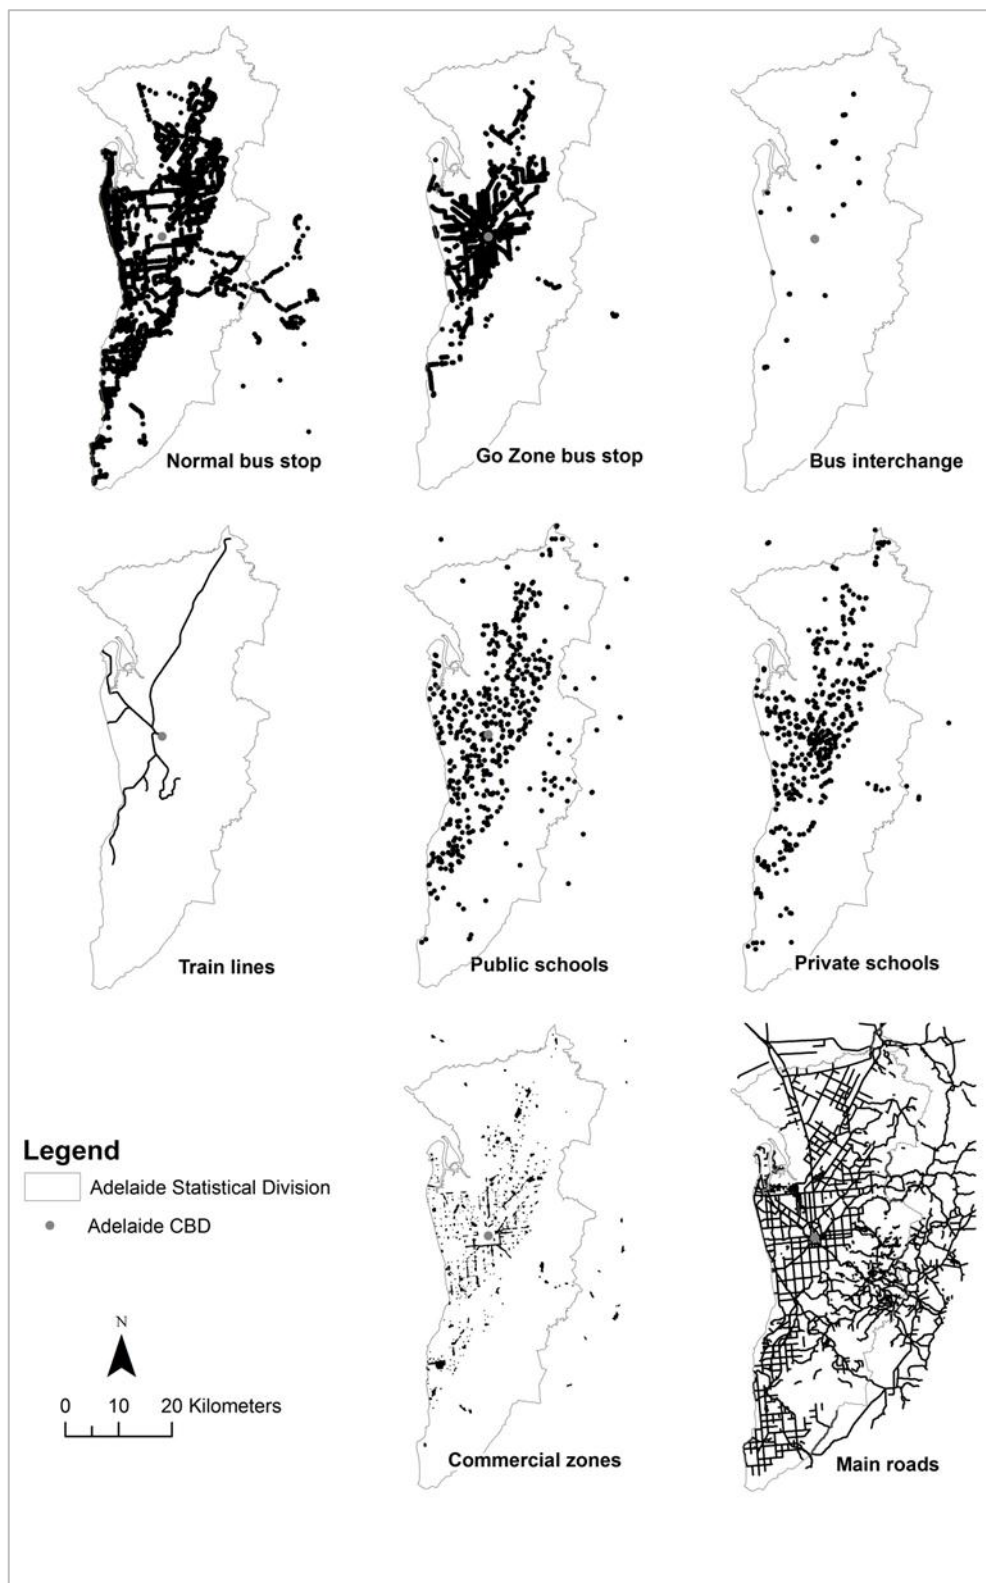 Normal bus stop
Go Zone bus stop
Bus interchange
Train lines
Public schools
Private schools
Legend
Adelaide Statistical Division
Adelaide CBD
N
0 10 20 Kilometers
Commercial zones
Main roads